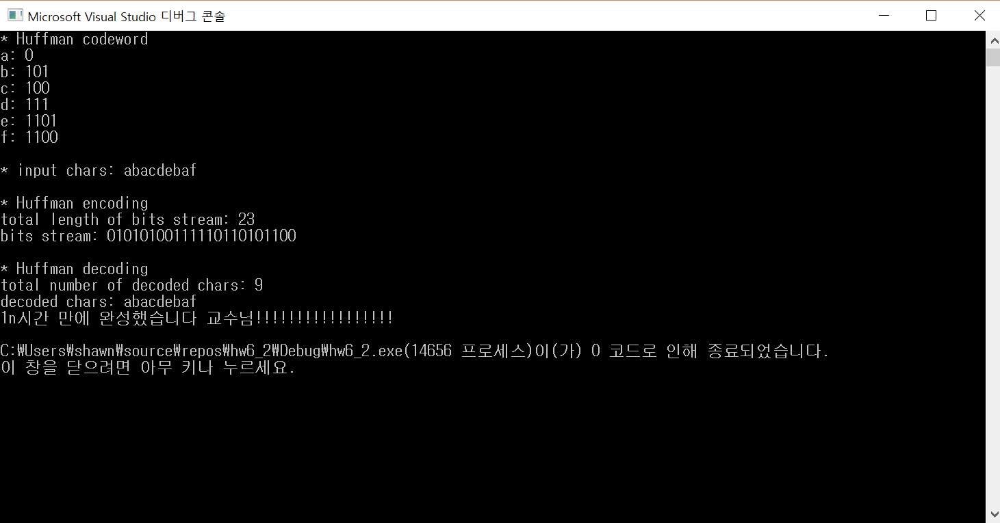 Microsoft Visual Studio 디버그 콘솔
* Huffman codeword
a: 0
b: 101
c: 100
d: 111
e: 1101
f: 1100
* input chars: abacdebaf
* Huffman encoding
total length of bits stream: 23
bits stream: 01010100111110110101100
* Huffman decoding
total number of decoded chars: 9
decoded chars: abacdebaf
1n시간 만에 완성했습니다 교수님!!!!!!!!!!!!!!!!!
C:₩Users₩shawn₩source₩repos₩hw6_2₩Debug₩hw6_2.exe(14656 프로세스)이(가) 0 코드로 인해 종료되었습니다.
이 창을 닫으려면 아무 키나 누르세요.